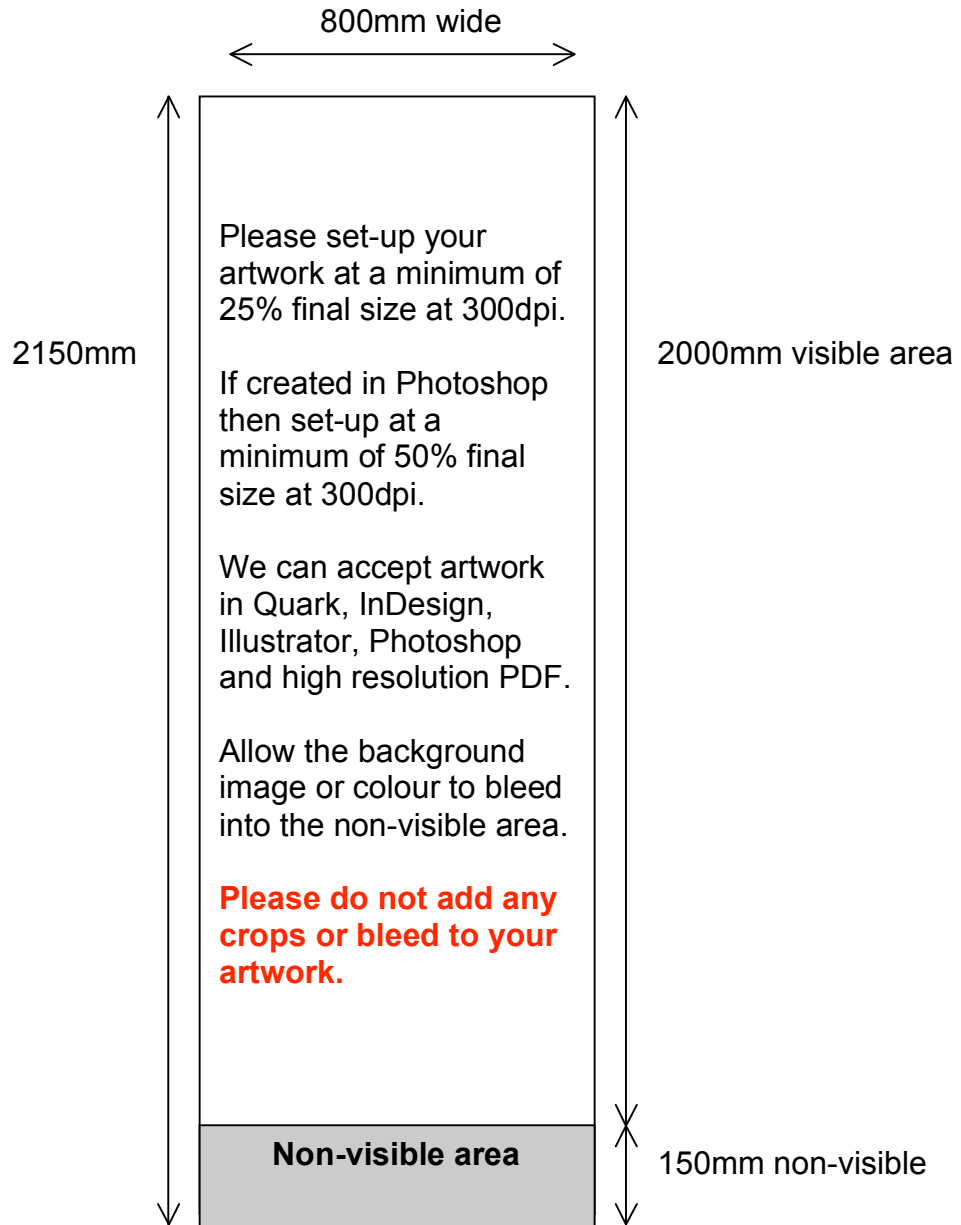 800mm wide
Please set-up your
artwork at a minimum of
25% final size at 300dpi.
2150mm
2000mm visible area
If created in Photoshop
then set-up at a
minimum of 50% final
size at 300dpi.
We can accept artwork
in Quark, InDesign,
Illustrator, Photoshop
and high resolution PDF.
Allow the background
image or colour to bleed
into the non-visible area.
Please do not add any
crops or bleed to your
artwork.
Non-visible area
150mm non-visible